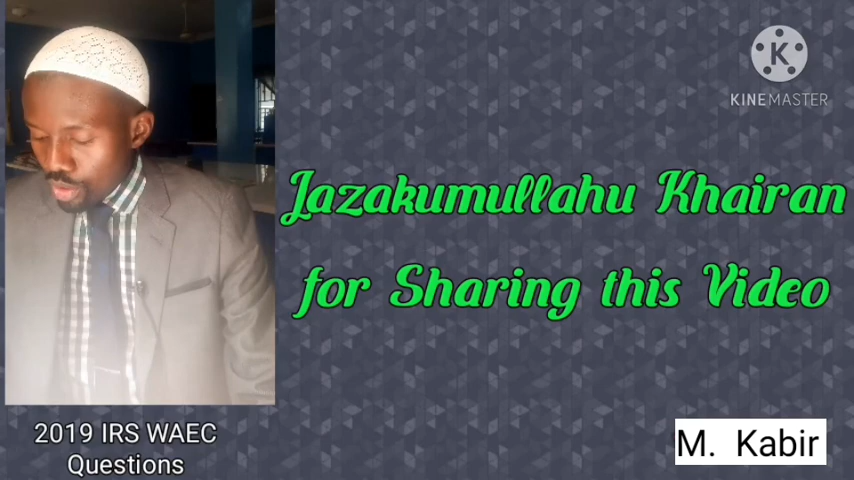 K
KINEMASTER
Jazakumullahu Khairan
for Sharing this Video
2019 IRS WAEC
Questions
M. Kabir